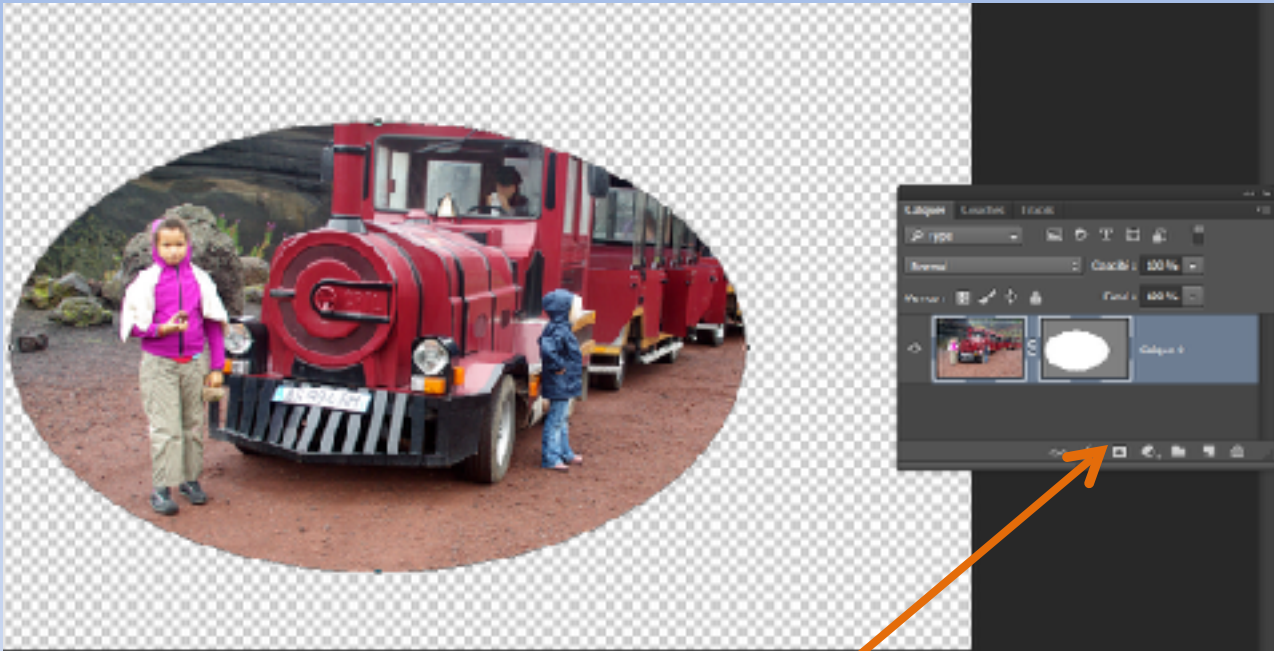 Calques Couches Tracés
Type
Normal Opacité : 100 %
Verrou : Fond : 100 %
Calque 0